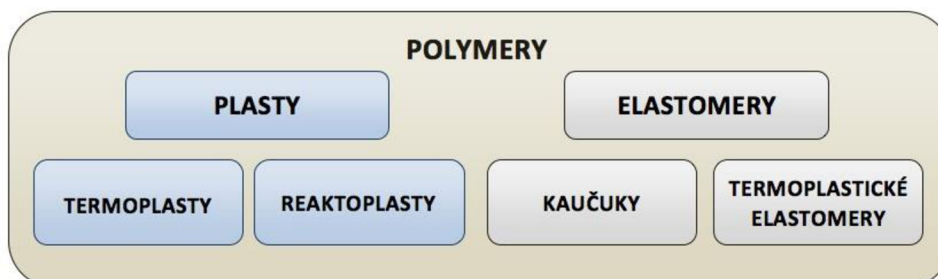 POLYMERY
PLASTY
ELASTOMERY
TERMOPLASTY
REAKTOPLASTY
KAUČUKY
TERMOPLASTICKÉ
ELASTOMERY